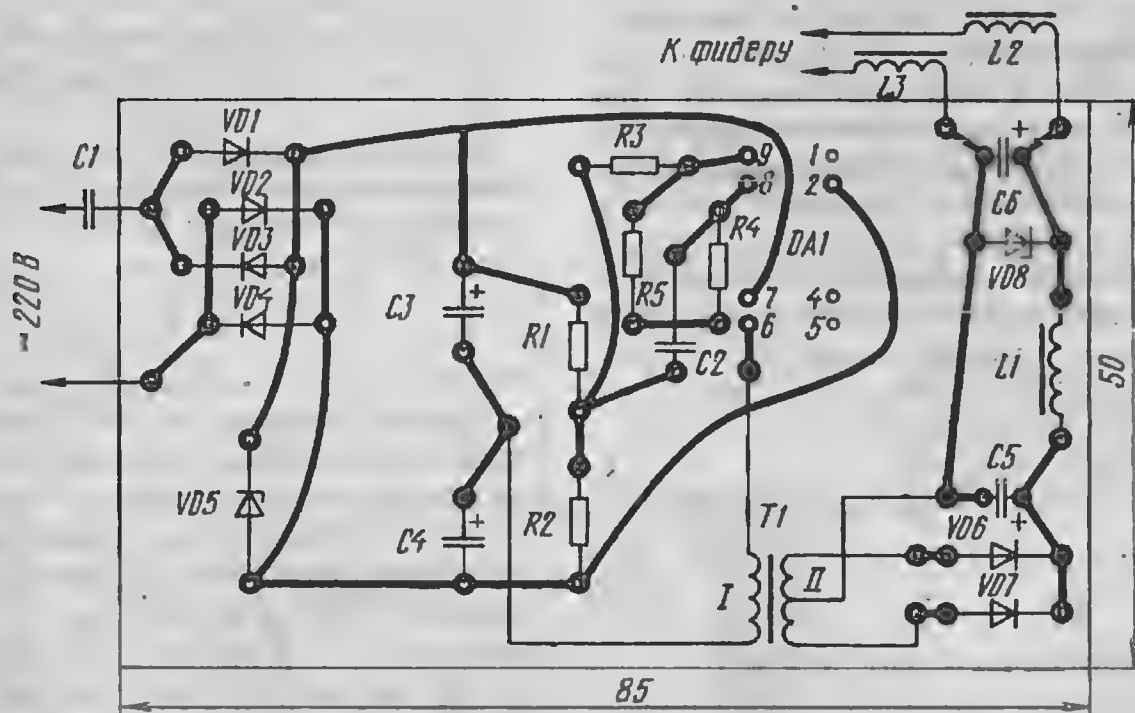 К фидеру
L2
L3
C1
VD1
VD2
VD3
VD4
~220 В
VD5
C3
+
C4
+
R1
R2
R3
R4
R5
C2
9
8
7
6
1
2
4
5
DA1
+
C6
VD8
L1
C5
+
VD6
VD7
T1
I
II
50
85